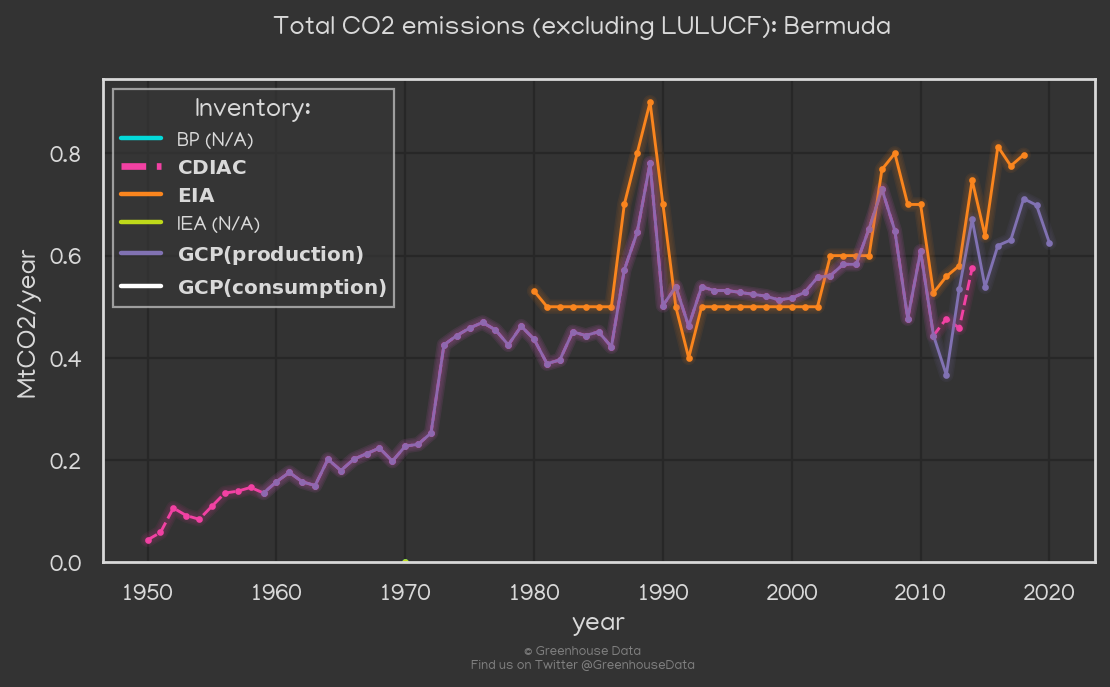 Total CO2 emissions (excluding LULUCF): Bermuda
Inventory:
BP (N/A)
CDIAC
EIA
IEA (N/A)
GCP(production)
GCP(consumption)
MtCO2/year
0.8
0.6
0.4
0.2
0.0
1950 1960 1970 1980 1990 2000 2010 2020
year
© Greenhouse Data
Find us on Twitter @GreenhouseData